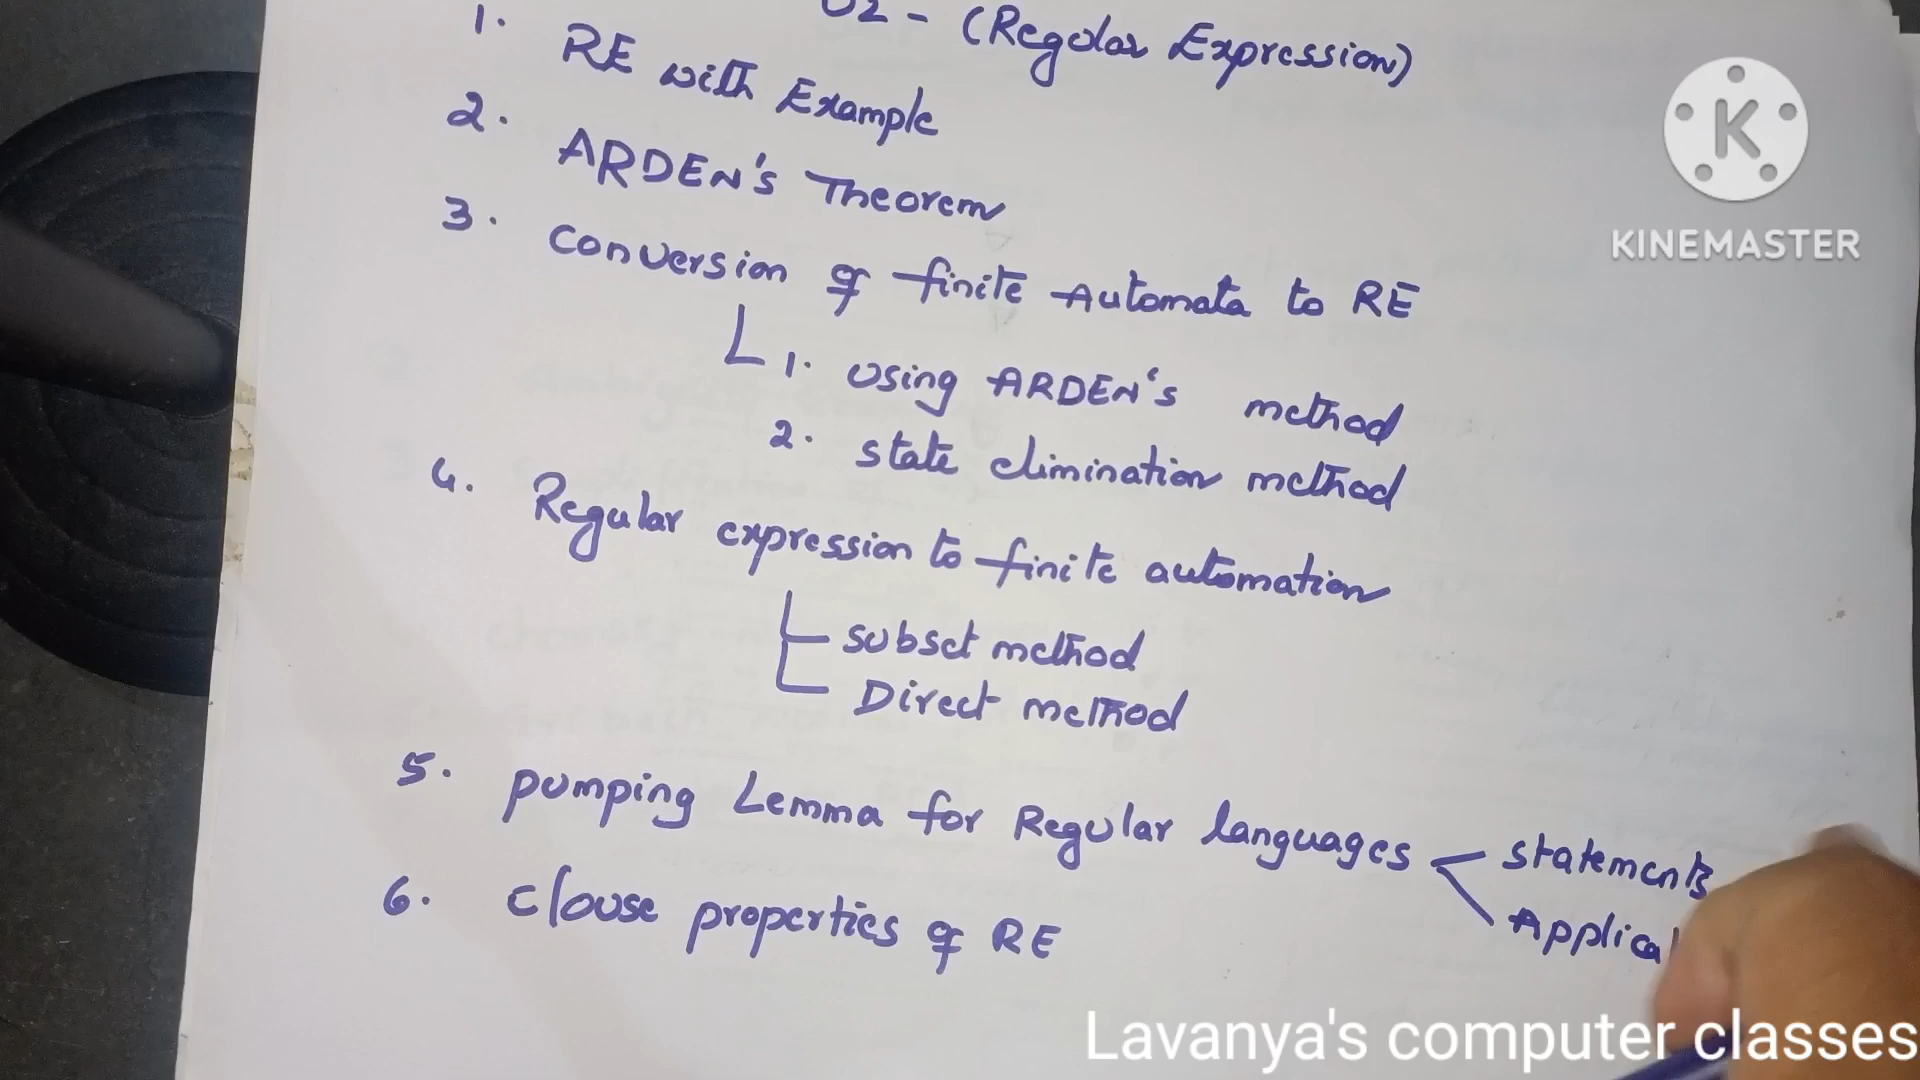 U2 - (Regular Expression)
1. RE with Example
2. ARDEN's Theorem
3. Conversion of finite Automata to RE
1. Using ARDEN's method
2. state elimination method
4. Regular expression to finite automation
subset method
Direct method
5. pumping Lemma for Regular languages
statements
Applica
6. Clouse properties of RE
K
KINEMASTER
Lavanya's computer classes